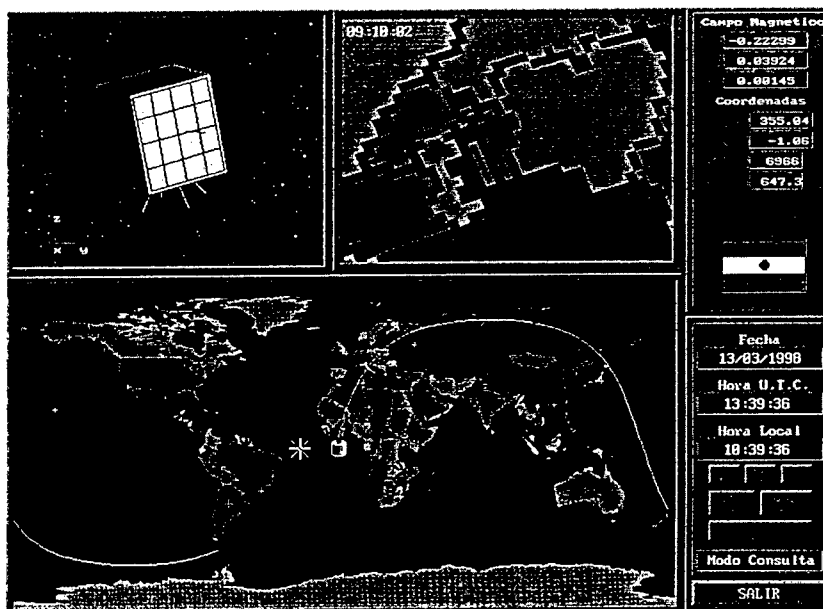 09:10:02
Campo Magnetico
-0.22299
0.03924
0.00145
Coordenadas
355.04
-1.06
6966
647.3
z
x y
Fecha
13/03/1998
Hora U.T.C.
13:39:36
Hora Local
10:39:36
Modo Consulta
SALIR